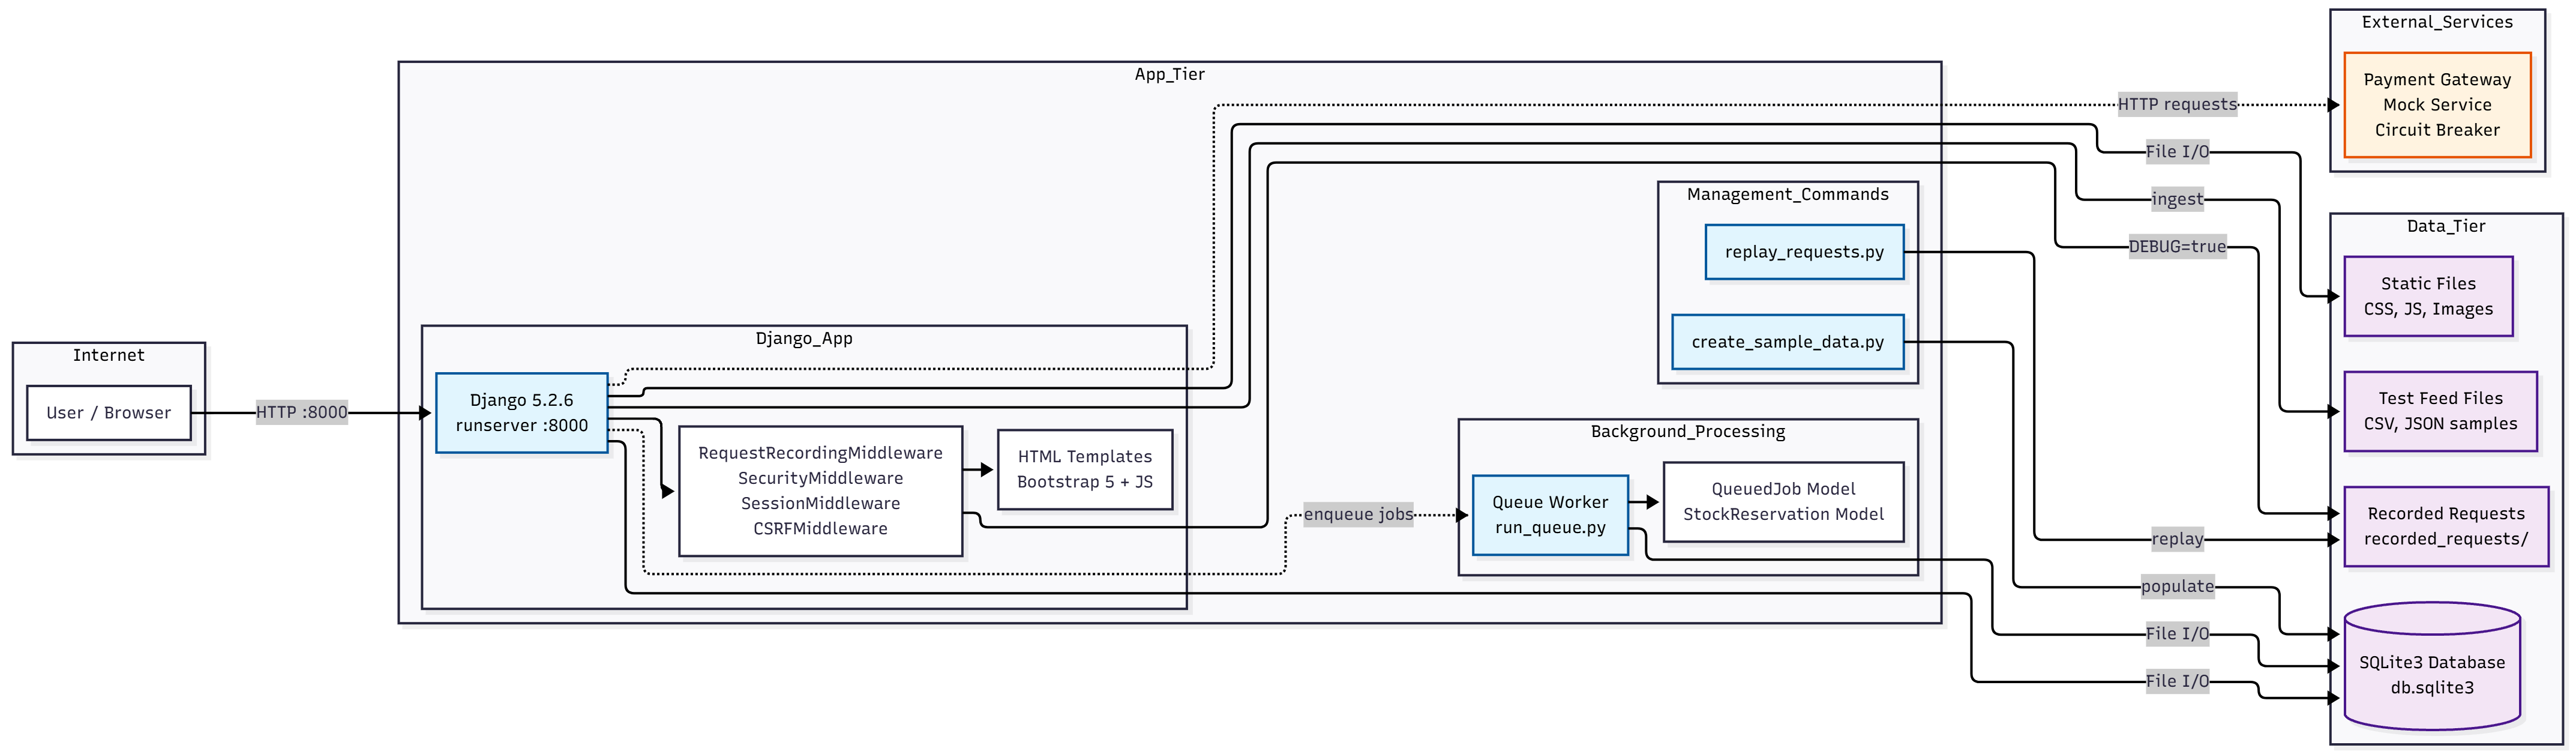 External_Services
Payment Gateway
Mock Service
Circuit Breaker
App_Tier
HTTP requests
File I/O
ingest
DEBUG=true
Management_Commands
replay_requests.py
create_sample_data.py
Data_Tier
Static Files
CSS, JS, Images
Test Feed Files
CSV, JSON samples
Recorded Requests
recorded_requests/
SQLite3 Database
db.sqlite3
Internet
User / Browser
HTTP :8000
Django_App
Django 5.2.6
runserver :8000
RequestRecordingMiddleware
SecurityMiddleware
SessionMiddleware
CSRFMiddleware
HTML Templates
Bootstrap 5 + JS
enqueue jobs
Background_Processing
Queue Worker
run_queue.py
QueuedJob Model
StockReservation Model
replay
populate
File I/O
File I/O